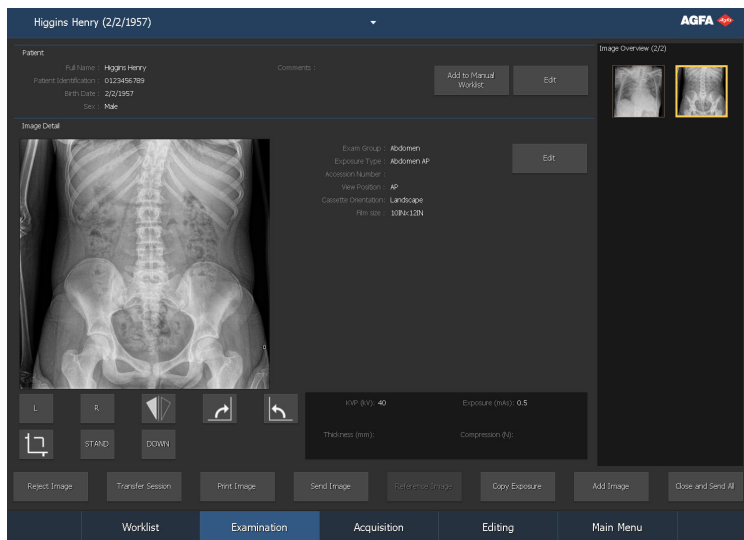 Higgins Henry (2/2/1957)
AGFA
Patient
Full Name : Higgins Henry
Comments :
Patient Identification : 0123456789
Birth Date : 2/2/1957
Sex : Male
Add to Manual
Worklist
Edit
Image Overview (2/2)
Image Detail
Exam Group : Abdomen
Exposure Type : Abdomen AP
Accession Number :
View Position : AP
Cassette Orientation: Landscape
Film size : 10INx12IN
Edit
L
R
STAND
DOWN
KVP (kV): 40
Exposure (mAs): 0.5
Thickness (mm):
Compression (N):
Reject Image
Transfer Session
Print Image
Send Image
Reference Image
Copy Exposure
Add Image
Close and Send All
Worklist
Examination
Acquisition
Editing
Main Menu